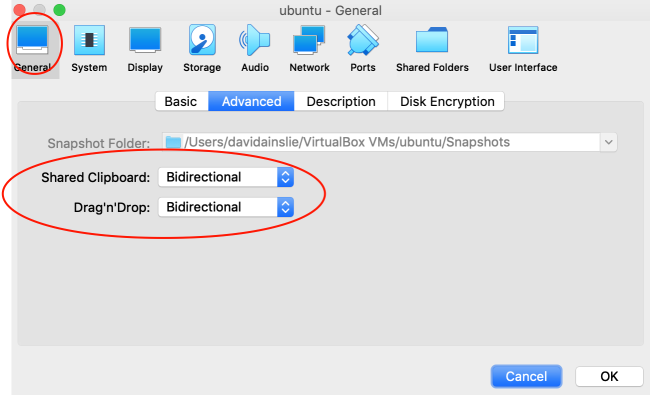 ubuntu - General
General System Display Storage Audio Network Ports Shared Folders User Interface
Basic Advanced Description Disk Encryption
Snapshot Folder: /Users/davidainslie/VirtualBox VMs/ubuntu/Snapshots
Shared Clipboard: Bidirectional
Drag'n'Drop: Bidirectional
Cancel OK